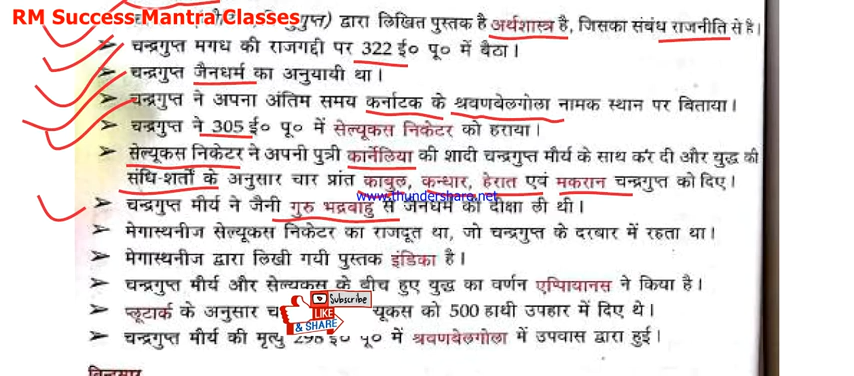 RM Success Mantra Classes
गुप्त) द्वारा लिखित पुस्तक है अर्थशास्त्र है, जिसका संबंध राजनीति से है।
➤ चन्द्रगुप्त मगध की राजगद्दी पर 322 ई० पू० में बैठा।
➤ चन्द्रगुप्त जैनधर्म का अनुयायी था।
➤ चन्द्रगुप्त ने अपना अंतिम समय कर्नाटक के श्रवणबेलगोला नामक स्थान पर बिताया।
➤ चन्द्रगुप्त ने 305 ई० पू० में सेल्यूकस निकेटर को हराया।
➤ सेल्यूकस निकेटर ने अपनी पुत्री कार्नेलिया की शादी चन्द्रगुप्त मौर्य के साथ कर दी और युद्ध की
संधि-शर्तों के अनुसार चार प्रांत काबुल, कन्धार, हेरात एवं मकरान चन्द्रगुप्त को दिए।
www.thundershare.net
➤ चन्द्रगुप्त मौर्य ने जैनी गुरु भद्रबाहु से जैनधर्म की दीक्षा ली थी।
➤ मेगास्थनीज सेल्यूकस निकेटर का राजदूत था, जो चन्द्रगुप्त के दरबार में रहता था।
➤ मेगास्थनीज द्वारा लिखी गयी पुस्तक इंडिका है।
➤ चन्द्रगुप्त मौर्य और सेल्यूकस के बीच हुए युद्ध का वर्णन एप्पियानस ने किया है।
Subscribe
➤ प्लूटार्क के अनुसार च यूकस को 500 हाथी उपहार में दिए थे।
LIKE
& SHARE
➤ चन्द्रगुप्त मौर्य की मृत्यु 298 ई० पू० में श्रवणबेलगोला में उपवास द्वारा हुई।